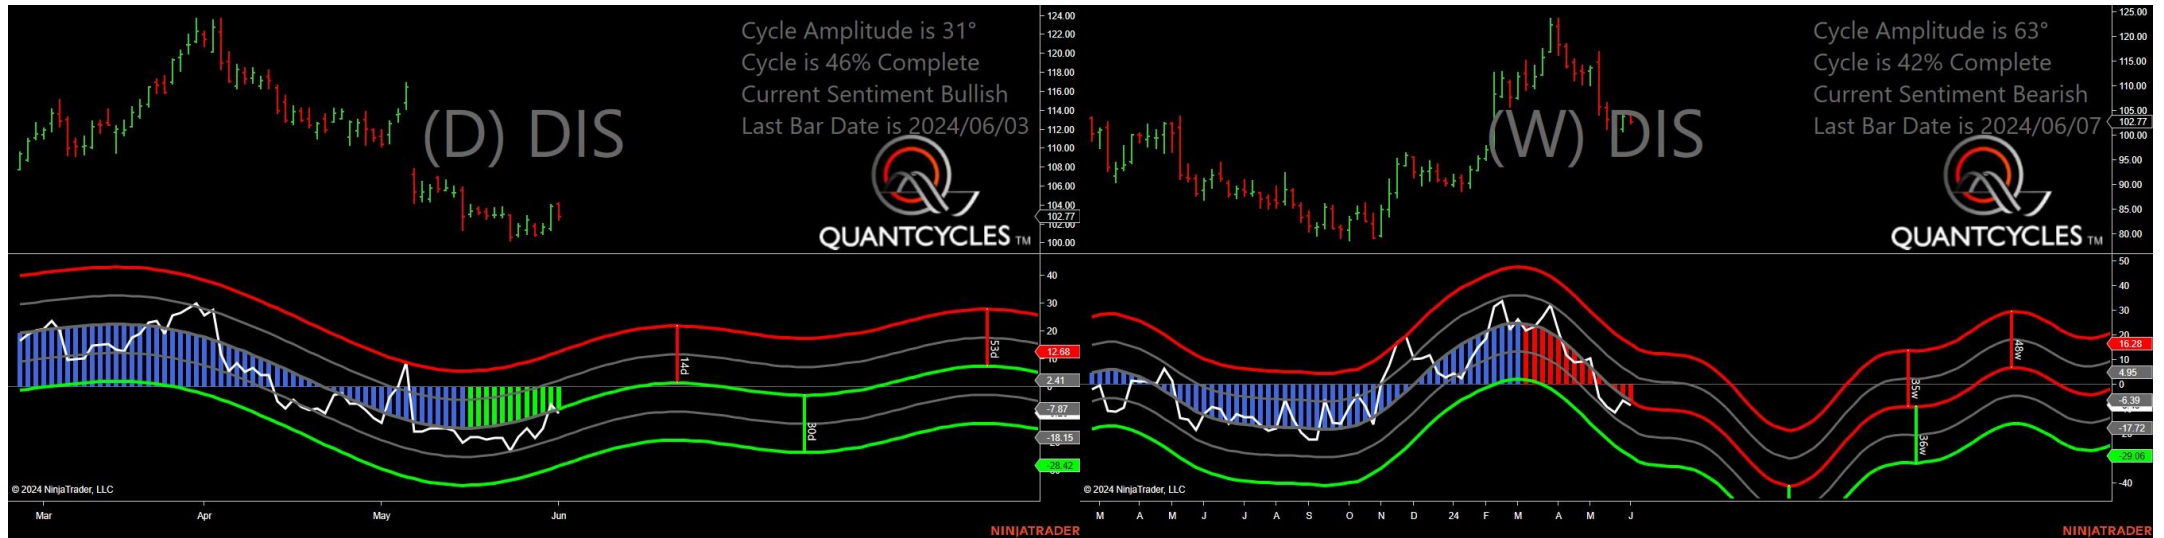 Cycle Amplitude is 31°
Cycle is 46% Complete
Current Sentiment Bullish
Last Bar Date is 2024/06/03
(D) DIS
QUANTCYCLES TM
124.00
122.00
120.00
118.00
116.00
114.00
112.00
110.00
108.00
106.00
104.00
102.77
102.00
100.00
40
30
20
12.68
10
2.41
-7.87
-18.15
-28.42
14d
30d
53d
© 2024 NinjaTrader, LLC
Mar Apr May Jun
NINJATRADER
Cycle Amplitude is 63°
Cycle is 42% Complete
Current Sentiment Bearish
Last Bar Date is 2024/06/07
(W) DIS
QUANTCYCLES TM
125.00
120.00
115.00
110.00
105.00
102.77
100.00
95.00
90.00
85.00
80.00
50
40
30
20
16.28
10
4.95
0
-6.39
-17.72
-29.06
-40
35w
36w
48w
© 2024 NinjaTrader, LLC
M A M J J A S O N D 24 F M A M J
NINJATRADER